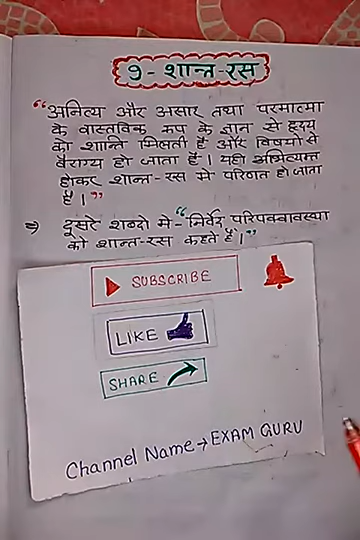 9 - शान्त - रस
“अनित्य और असार तथा परमात्मा
के वास्तविक रूप के ज्ञान से हृदय
को शान्ति मिलती है और विषयो से
वैराग्य हो जाता है। यही अभिव्यक्त
होकर शान्त - रस मे परिणत हो जाता
है।”
⇒ दूसरे शब्दो मे - “निर्वेद परिपक्वावस्था
को शान्त - रस कहते हैं।”
SUBSCRIBE
LIKE
SHARE
Channel Name → EXAM GURU